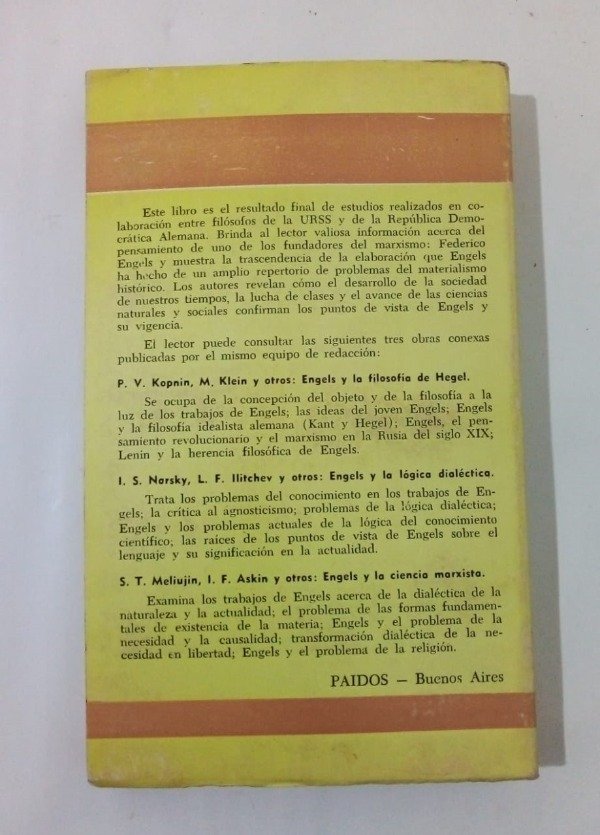 Este libro es el resultado final de estudios realizados en co-
laboración entre filósofos de la URSS y de la República Demo-
crática Alemana. Brinda al lector valiosa información acerca del
pensamiento de uno de los fundadores del marxismo: Federico
Engels y muestra la trascendencia de la elaboración que Engels
ha hecho de un amplio repertorio de problemas del materialismo
histórico. Los autores revelan cómo el desarrollo de la sociedad
de nuestros tiempos, la lucha de clases y el avance de las ciencias
naturales y sociales confirman los puntos de vista de Engels y
su vigencia.
El lector puede consultar las siguientes tres obras conexas
publicadas por el mismo equipo de redacción:
P. V. Kopnin, M. Klein y otros: Engels y la filosofía de Hegel.
Se ocupa de la concepción del objeto y de la filosofía a la
luz de los trabajos de Engels; las ideas del joven Engels; Engels
y la filosofía idealista alemana (Kant y Hegel); Engels, el pen-
samiento revolucionario y el marxismo en la Rusia del siglo XIX;
Lenin y la herencia filosófica de Engels.
I. S. Narsky, L. F. Ilitchev y otros: Engels y la lógica dialéctica.
Trata los problemas del conocimiento en los trabajos de En-
gels; la crítica al agnosticismo; problemas de la lógica dialéctica;
Engels y los problemas actuales de la lógica del conocimiento
científico; las raíces de los puntos de vista de Engels sobre el
lenguaje y su significación en la actualidad.
S. T. Meliujin, I. F. Askin y otros: Engels y la ciencia marxista.
Examina los trabajos de Engels acerca de la dialéctica de la
naturaleza y la actualidad; el problema de las formas fundamen-
tales de existencia de la materia; Engels y el problema de la
necesidad y la causalidad; transformación dialéctica de la ne-
cesidad en libertad; Engels y el problema de la religión.
PAIDOS — Buenos Aires